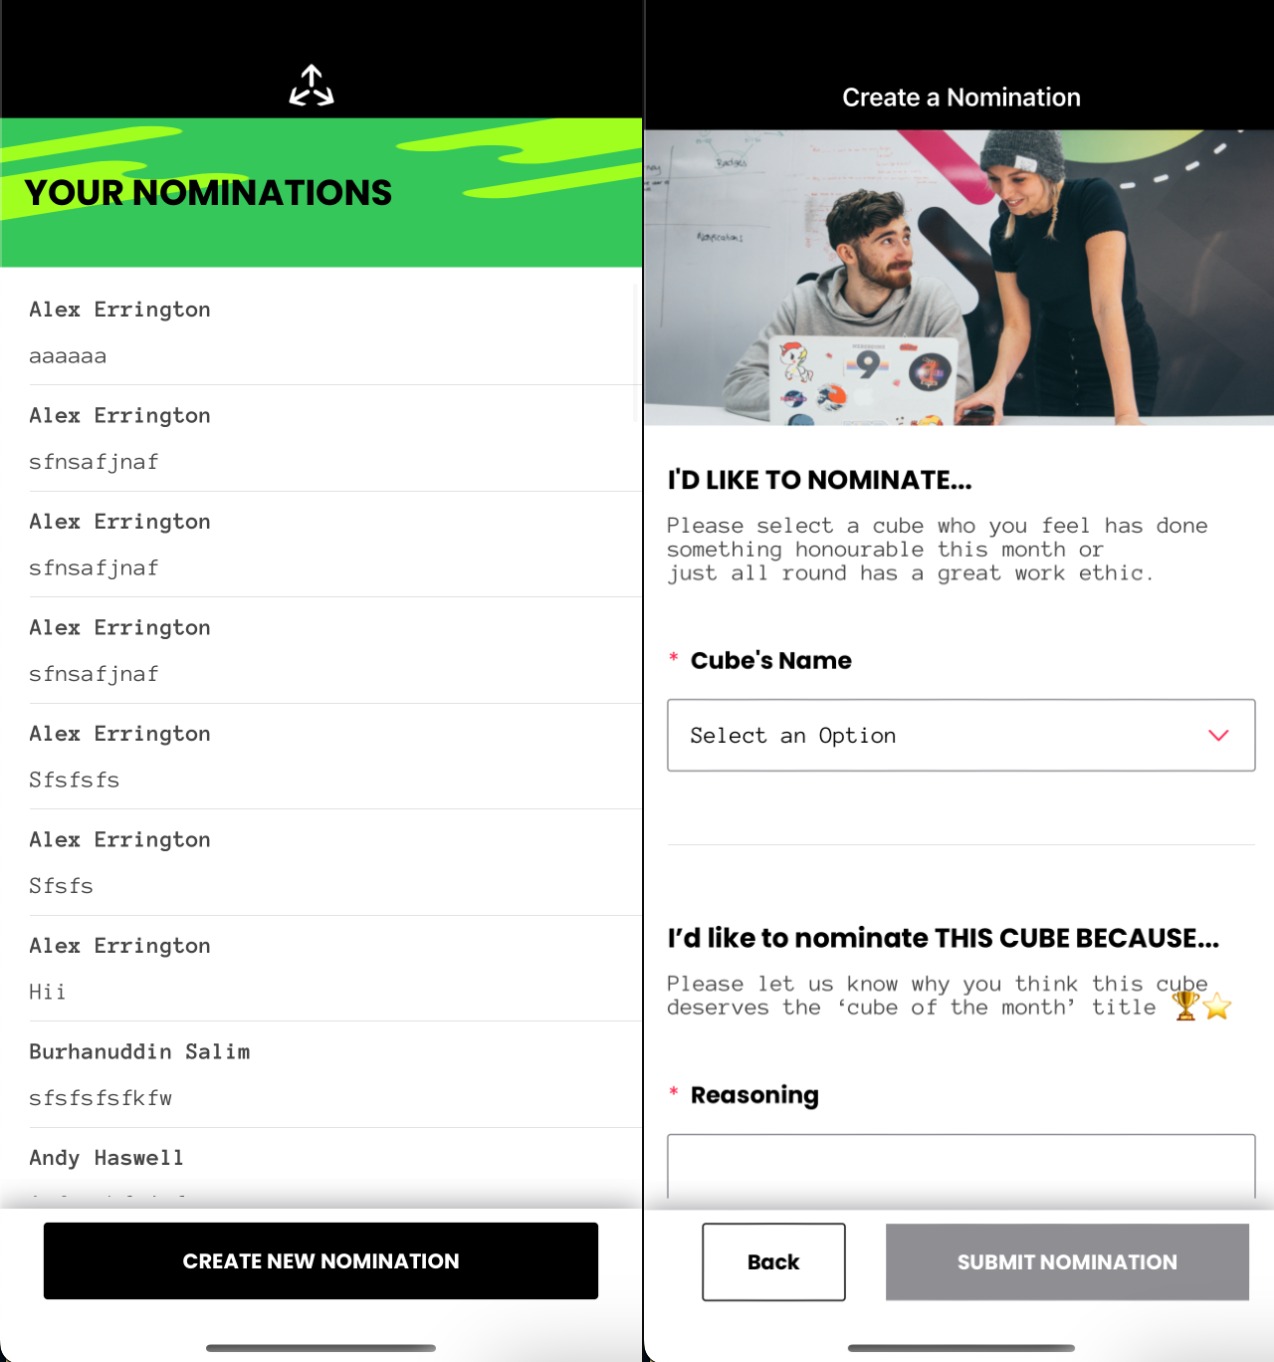 YOUR NOMINATIONS
Alex Errington
aaaaaa
Alex Errington
sfnsafjnaf
Alex Errington
sfnsafjnaf
Alex Errington
sfnsafjnaf
Alex Errington
Sfsfsfs
Alex Errington
Sfsfs
Alex Errington
Hii
Burhanuddin Salim
sfsfsfsfkfw
Andy Haswell
CREATE NEW NOMINATION
Create a Nomination
Badges
Notifications
9
I'D LIKE TO NOMINATE...
Please select a cube who you feel has done
something honourable this month or
just all round has a great work ethic.
* Cube's Name
Select an Option
I’d like to nominate THIS CUBE BECAUSE...
Please let us know why you think this cube
deserves the ‘cube of the month’ title 🏆⭐
* Reasoning
Back
SUBMIT NOMINATION